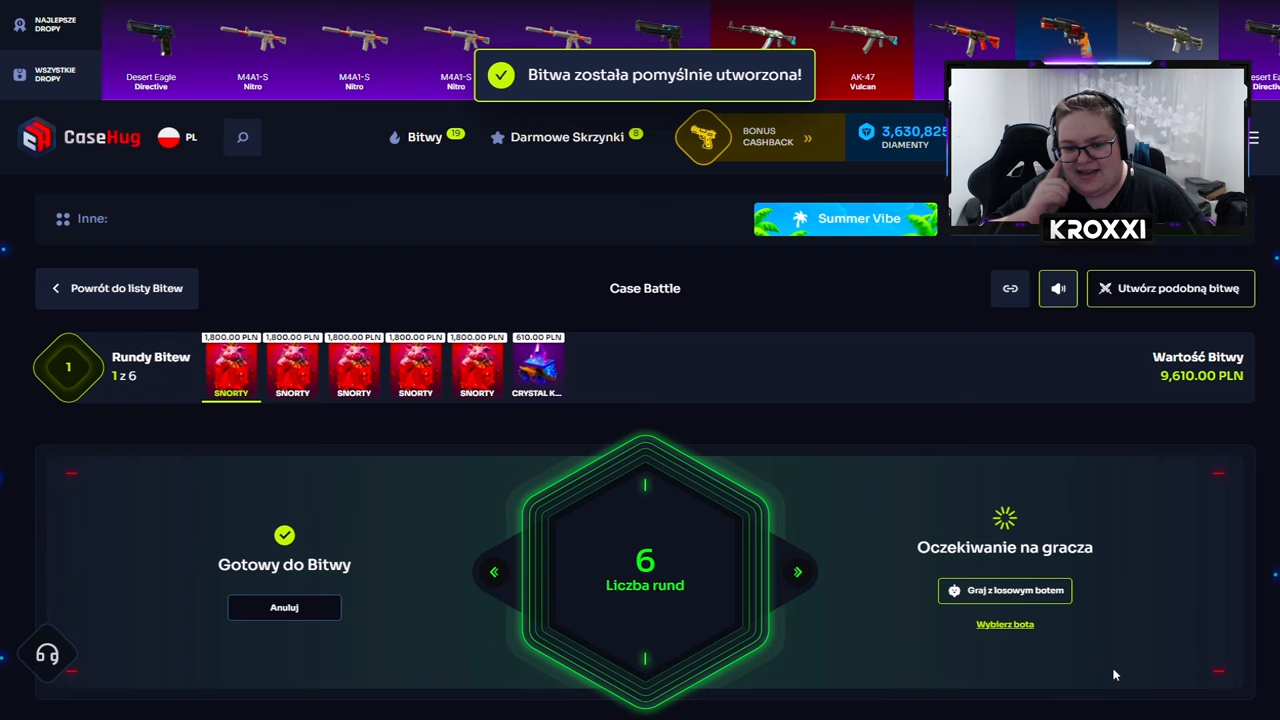 NAJLEPSZE
DROPY
WSZYSTKIE
DROPY
Desert Eagle
Directive
M4A1-S
Nitro
M4A1-S
Nitro
M4A1-S
Nitro
AK-47
Vulcan
Bitwa została pomyślnie utworzona!
CaseHug
PL
Bitwy 19
Darmowe Skrzynki 8
BONUS
CASHBACK
3,630,825
DIAMENTY
KROXXI
Inne:
Summer Vibe
Powrót do listy Bitew
Case Battle
Utwórz podobną bitwę
1
Rundy Bitew
1 z 6
1,800.00 PLN
SNORTY
1,800.00 PLN
SNORTY
1,800.00 PLN
SNORTY
1,800.00 PLN
SNORTY
1,800.00 PLN
SNORTY
610.00 PLN
CRYSTAL K...
Wartość Bitwy
9,610.00 PLN
Gotowy do Bitwy
Anuluj
6
Liczba rund
Oczekiwanie na gracza
Graj z losowym botem
Wybierz bota